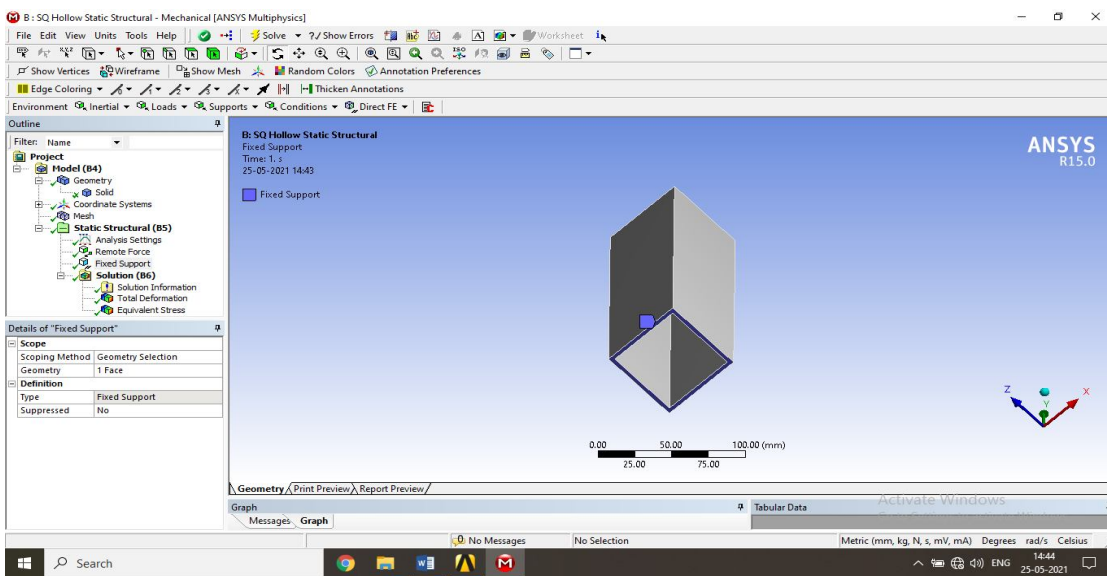 B : SQ Hollow Static Structural - Mechanical [ANSYS Multiphysics]
File Edit View Units Tools Help Solve ?/ Show Errors Worksheet
Show Vertices Wireframe Show Mesh Random Colors Annotation Preferences
Edge Coloring Thicken Annotations
Environment Inertial Loads Supports Conditions Direct FE
Outline
Filter: Name
Project
Model (B4)
Geometry
Solid
Coordinate Systems
Mesh
Static Structural (B5)
Analysis Settings
Remote Force
Fixed Support
Solution (B6)
Solution Information
Total Deformation
Equivalent Stress
Details of "Fixed Support"
Scope
Scoping Method Geometry Selection
Geometry 1 Face
Definition
Type Fixed Support
Suppressed No
B: SQ Hollow Static Structural
Fixed Support
Time: 1. s
25-05-2021 14:43
Fixed Support
ANSYS
R15.0
Z Y X
0.00 50.00 100.00 (mm)
25.00 75.00
Geometry Print Preview Report Preview
Graph
Messages Graph
Tabular Data
Activate Windows
No Messages No Selection Metric (mm, kg, N, s, mV, mA) Degrees rad/s Celsius
Search
ENG 14:44
25-05-2021